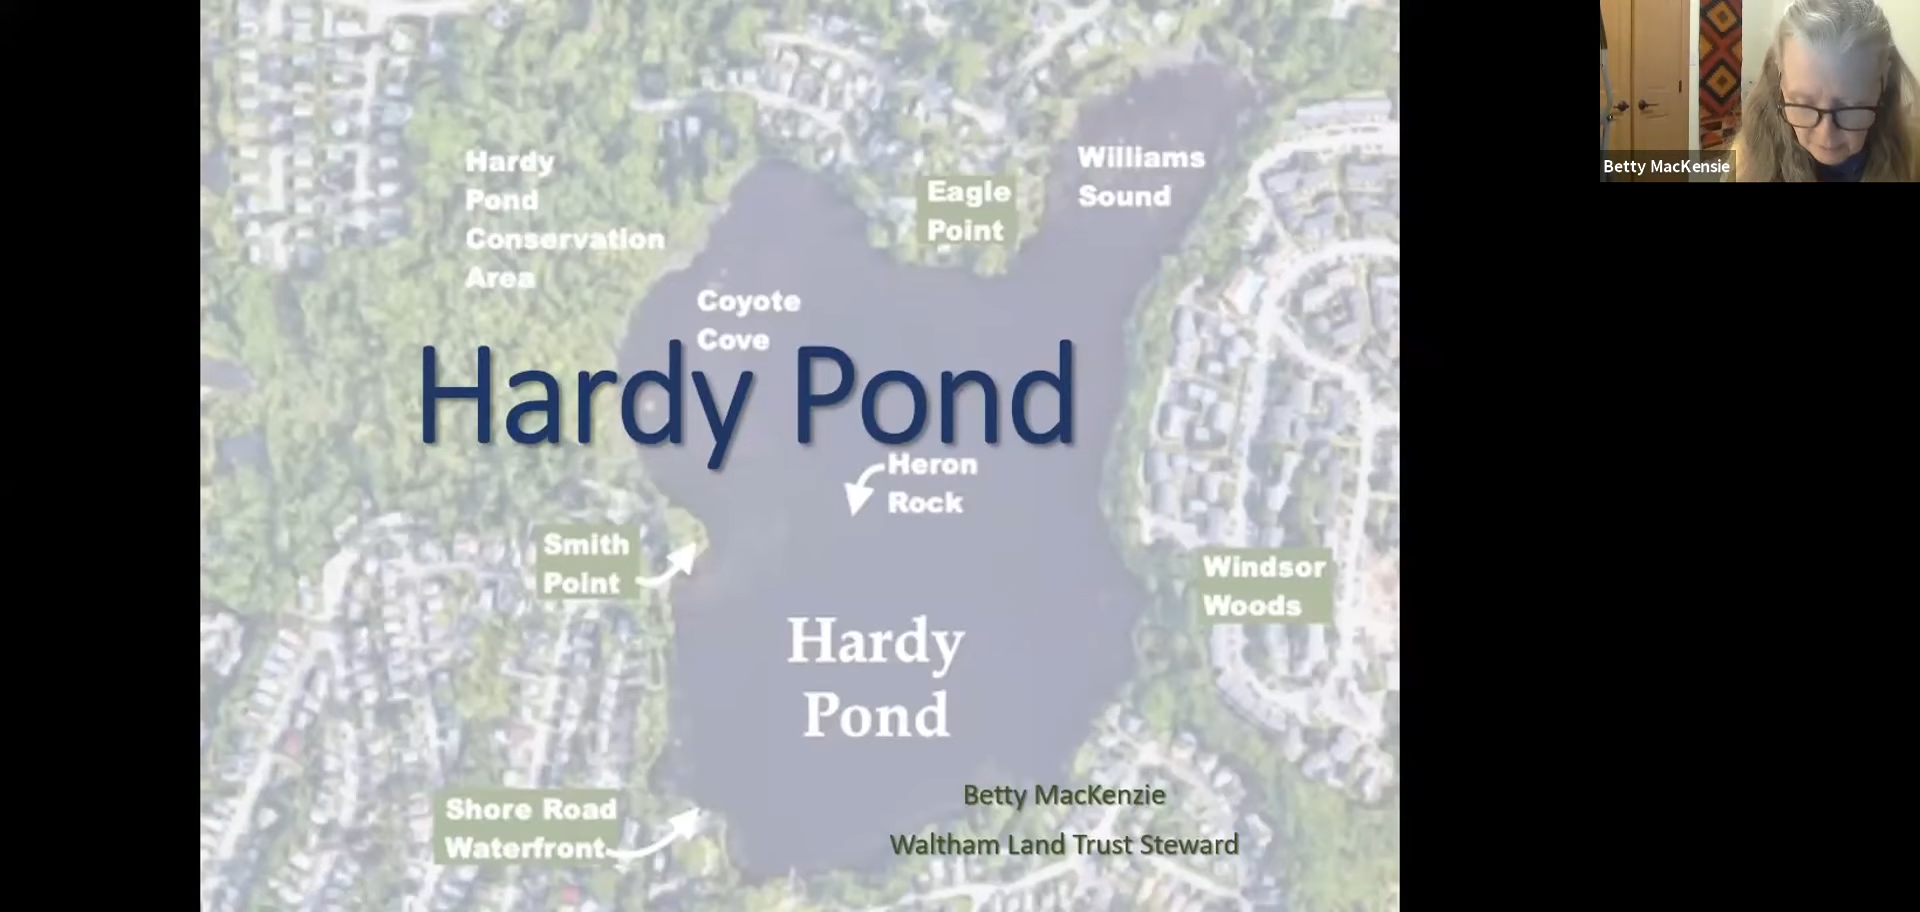 Betty MacKensie
Williams
Sound
Hardy
Pond
Conservation
Area
Eagle
Point
Coyote
Cove
Hardy Pond
Heron
Rock
Smith
Point
Windsor
Woods
Hardy
Pond
Shore Road
Waterfront
Betty MacKenzie
Waltham Land Trust Steward